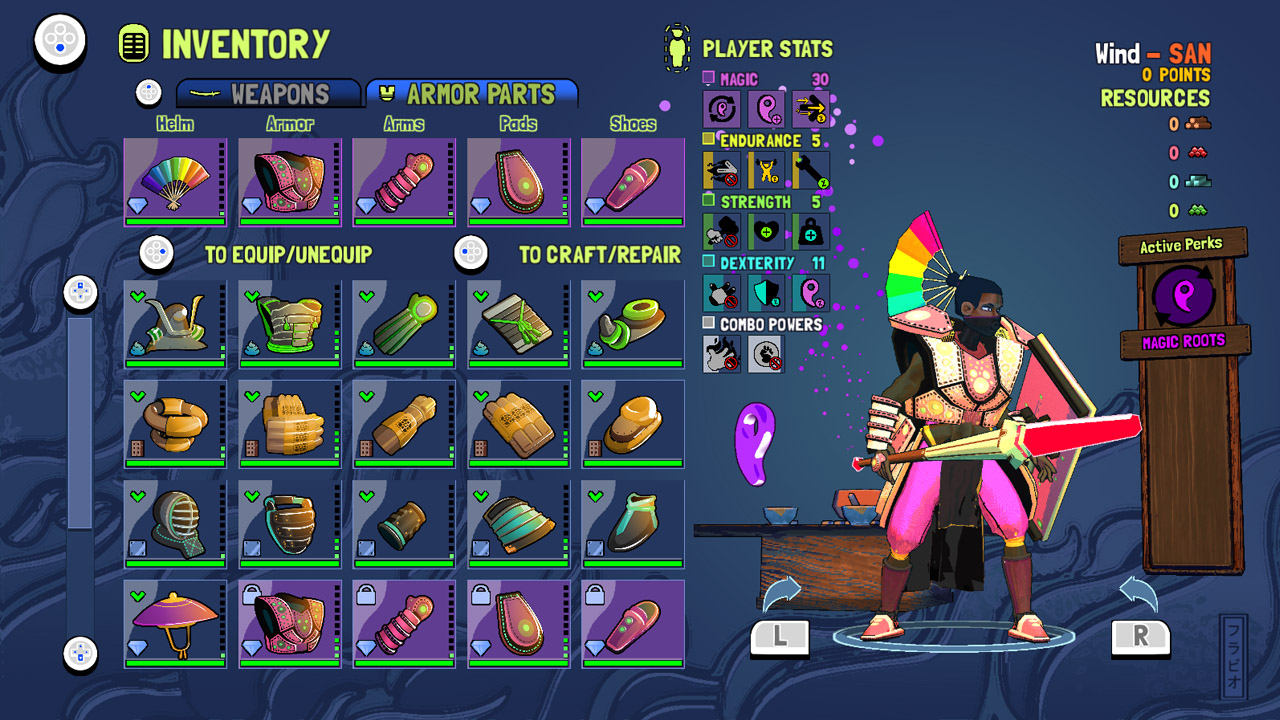 INVENTORY
WEAPONS
ARMOR PARTS
Helm
Armor
Arms
Pads
Shoes
TO EQUIP/UNEQUIP
TO CRAFT/REPAIR
PLAYER STATS
MAGIC 30
ENDURANCE 5
STRENGTH 5
DEXTERITY 11
COMBO POWERS
Wind - SAN
0 POINTS
RESOURCES
0
0
0
0
Active Perks
MAGIC ROOTS
L
R
フラビオ